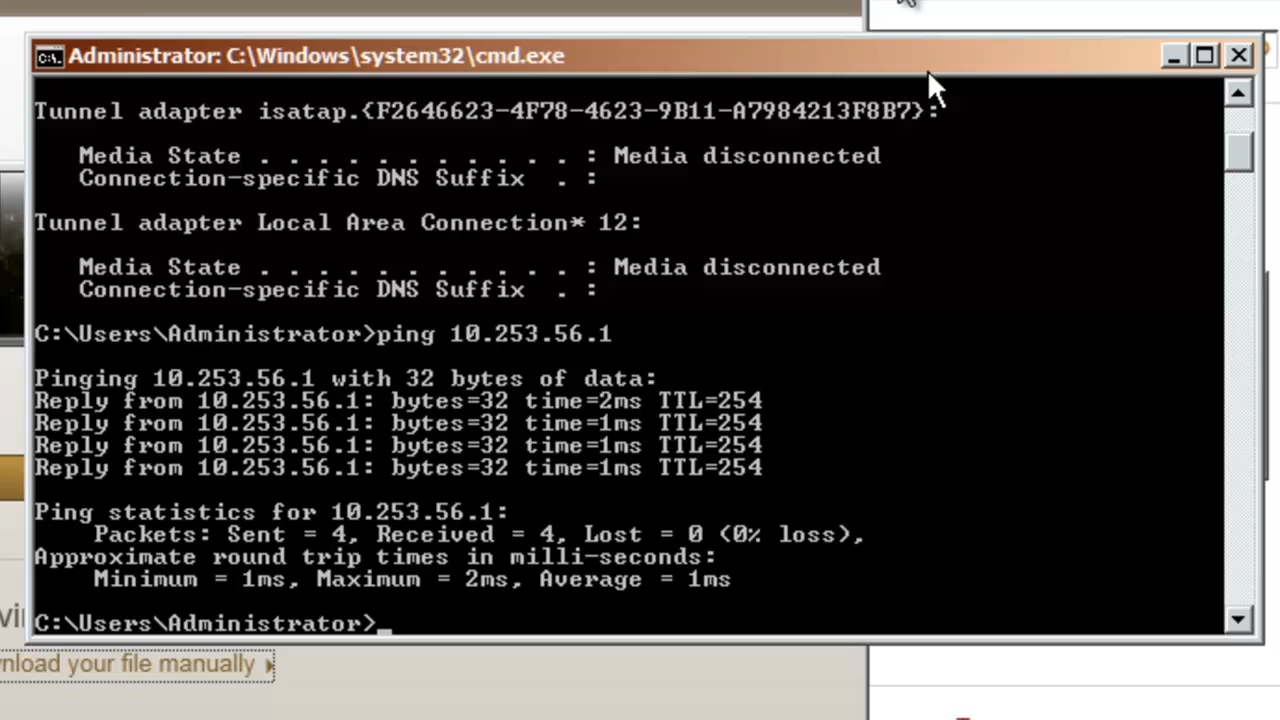 Administrator: C:\Windows\system32\cmd.exe
Tunnel adapter isatap.{F2646623-4F78-4623-9B11-A7984213F8B7}:
Media State . . . . . . . . . . . : Media disconnected
Connection-specific DNS Suffix  . :
Tunnel adapter Local Area Connection* 12:
Media State . . . . . . . . . . . : Media disconnected
Connection-specific DNS Suffix  . :
C:\Users\Administrator>ping 10.253.56.1
Pinging 10.253.56.1 with 32 bytes of data:
Reply from 10.253.56.1: bytes=32 time=2ms TTL=254
Reply from 10.253.56.1: bytes=32 time=1ms TTL=254
Reply from 10.253.56.1: bytes=32 time=1ms TTL=254
Reply from 10.253.56.1: bytes=32 time=1ms TTL=254
Ping statistics for 10.253.56.1:
Packets: Sent = 4, Received = 4, Lost = 0 (0% loss),
Approximate round trip times in milli-seconds:
Minimum = 1ms, Maximum = 2ms, Average = 1ms
C:\Users\Administrator>_
nload your file manually